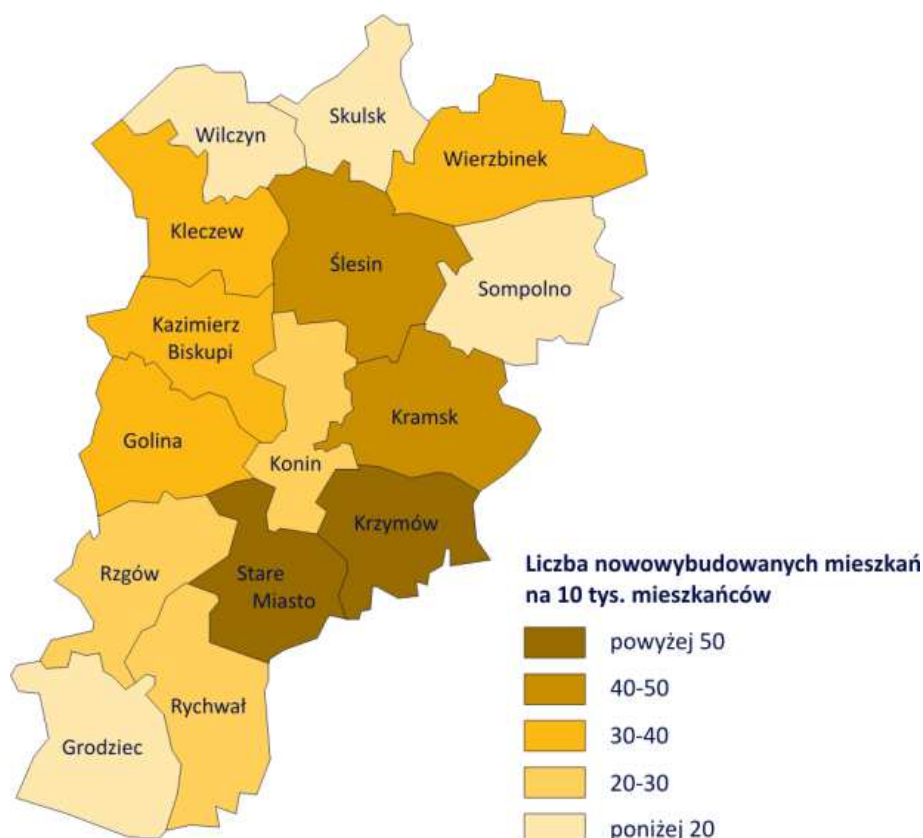 Skulsk
Wilczyn
Wierzbinek
Kleczew
Ślesin
Sompolno
Kazimierz
Biskupi
Kramsk
Golina
Konin
Krzymów
Rzgów
Stare
Miasto
Rychwał
Grodziec
Liczba nowowybudowanych mieszkań
na 10 tys. mieszkańców
powyżej 50
40-50
30-40
20-30
poniżej 20